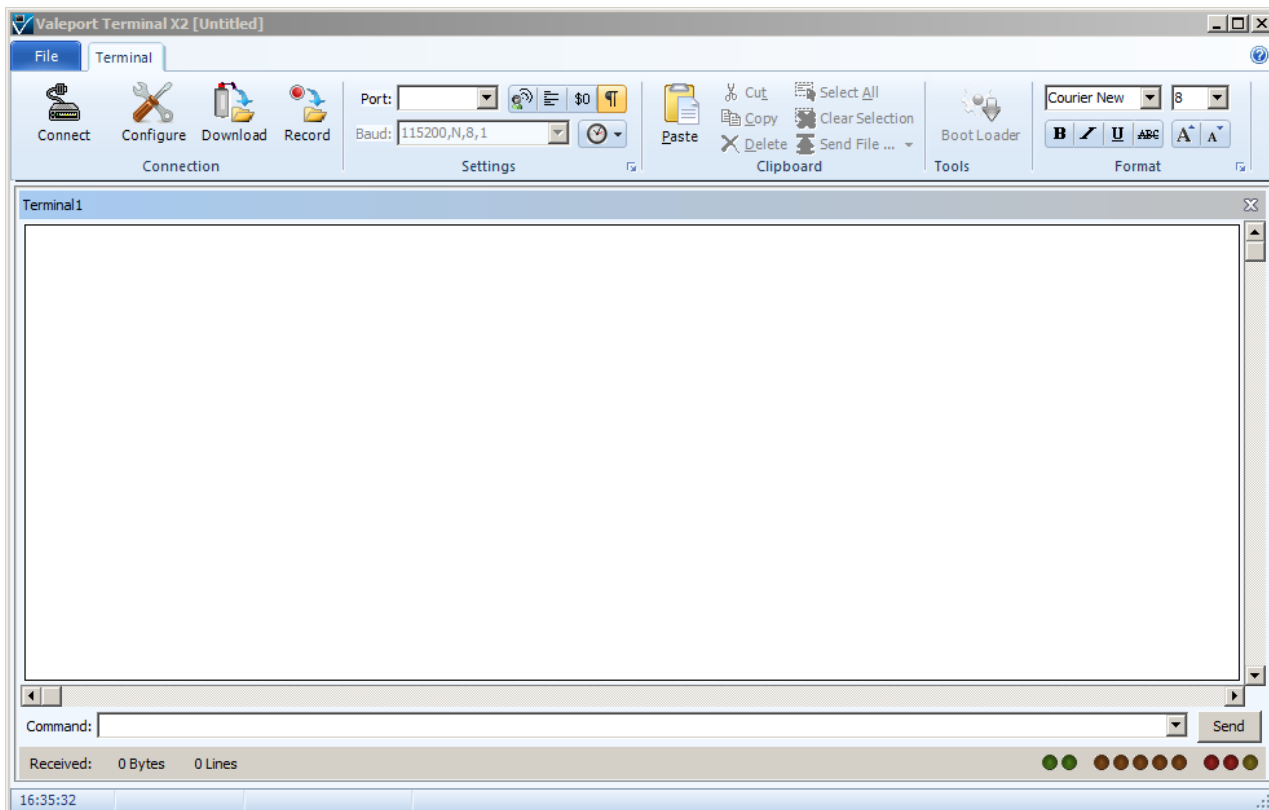 Valeport Terminal X2 [Untitled]
File Terminal
Port: $0 ¶ Cut Select All Courier New 8
Copy Clear Selection
Connect Configure Download Record Baud: 115200,N,8,1 Paste Delete Send File ... Boot Loader B I U ABC A A
Connection Settings Clipboard Tools Format
Terminal1
Command: Send
Received: 0 Bytes 0 Lines
16:35:32